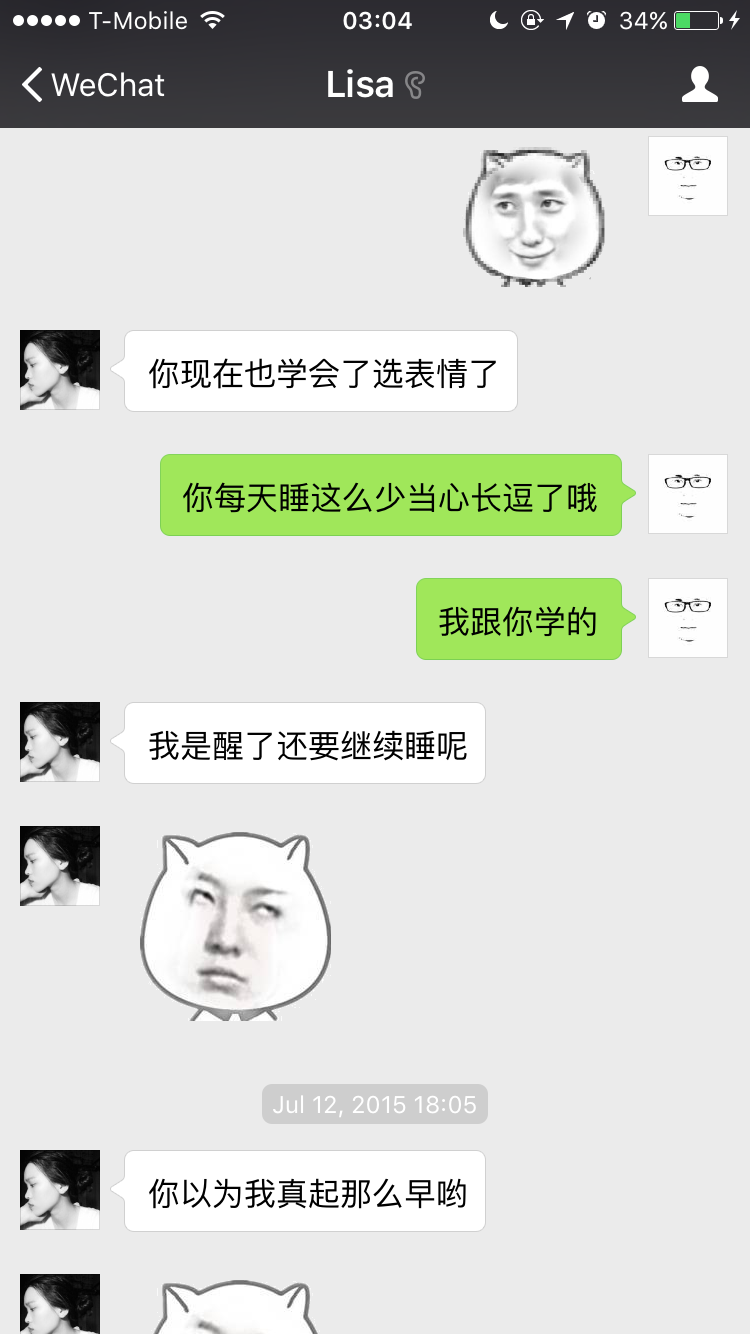 T-Mobile 03:04 34%
WeChat Lisa
你现在也学会了选表情了
你每天睡这么少当心长逗了哦
我跟你学的
我是醒了还要继续睡呢
Jul 12, 2015 18:05
你以为我真起那么早哟